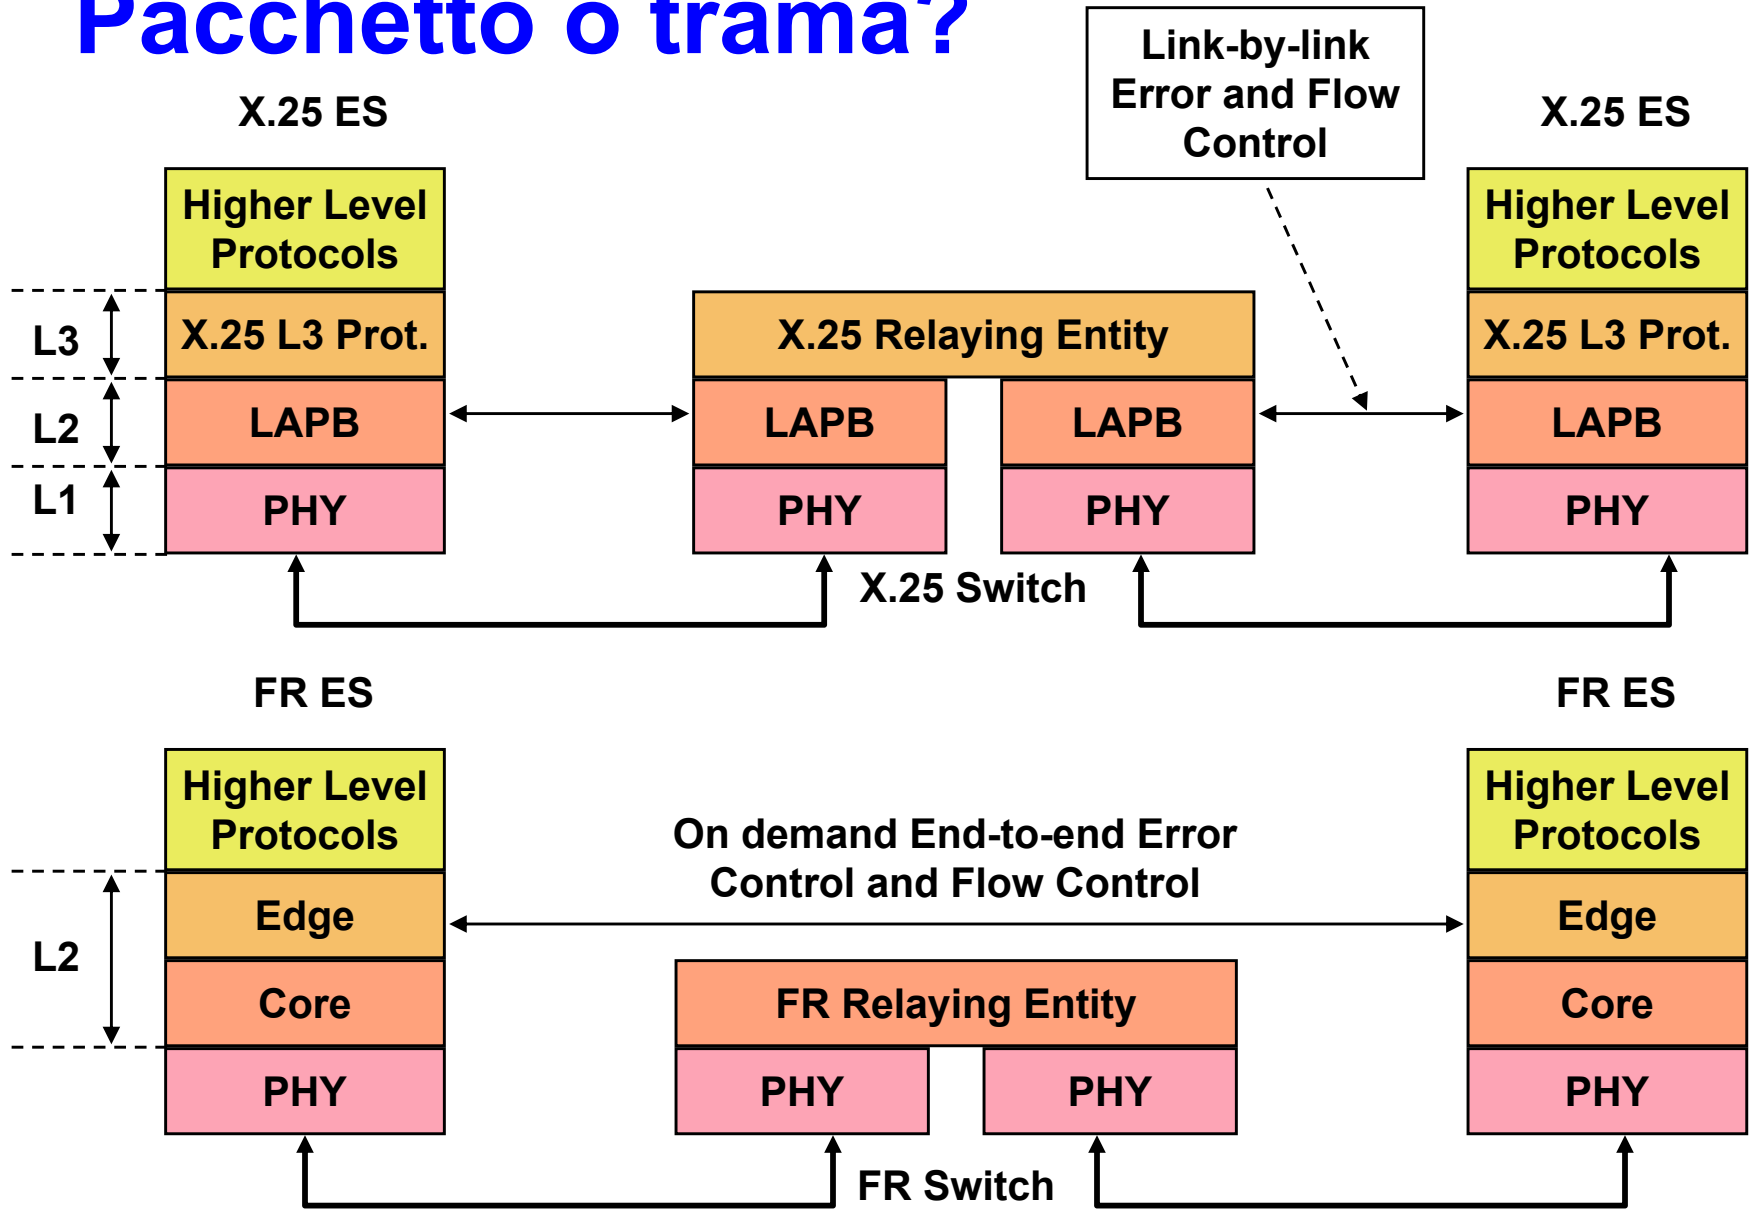 Pacchetto o trama?
Link-by-link
Error and Flow
Control
X.25 ES
X.25 ES
Higher Level
Protocols
Higher Level
Protocols
L3
X.25 L3 Prot.
X.25 Relaying Entity
X.25 L3 Prot.
L2
LAPB
LAPB
LAPB
LAPB
L1
PHY
PHY
PHY
PHY
X.25 Switch
FR ES
FR ES
Higher Level
Protocols
Higher Level
Protocols
On demand End-to-end Error
Control and Flow Control
Edge
Edge
L2
Core
FR Relaying Entity
Core
PHY
PHY
PHY
PHY
FR Switch